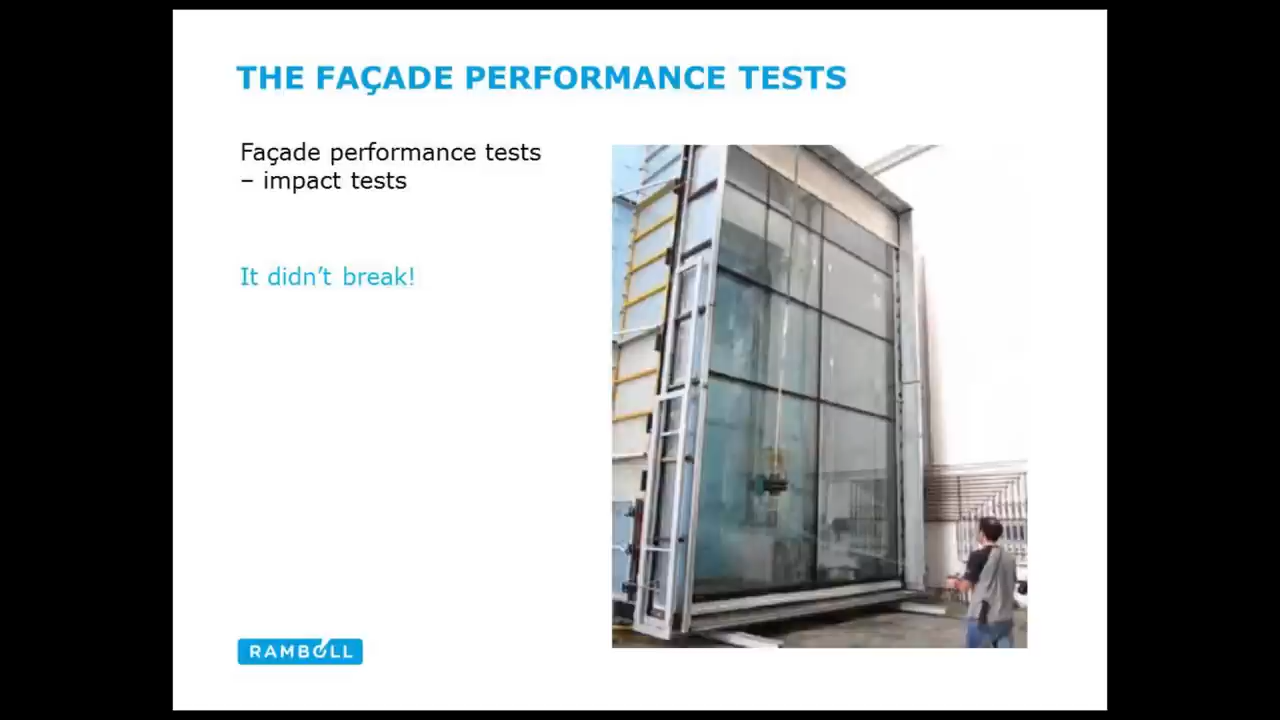 THE FAÇADE PERFORMANCE TESTS
Façade performance tests
– impact tests
It didn’t break!
RAMBOLL